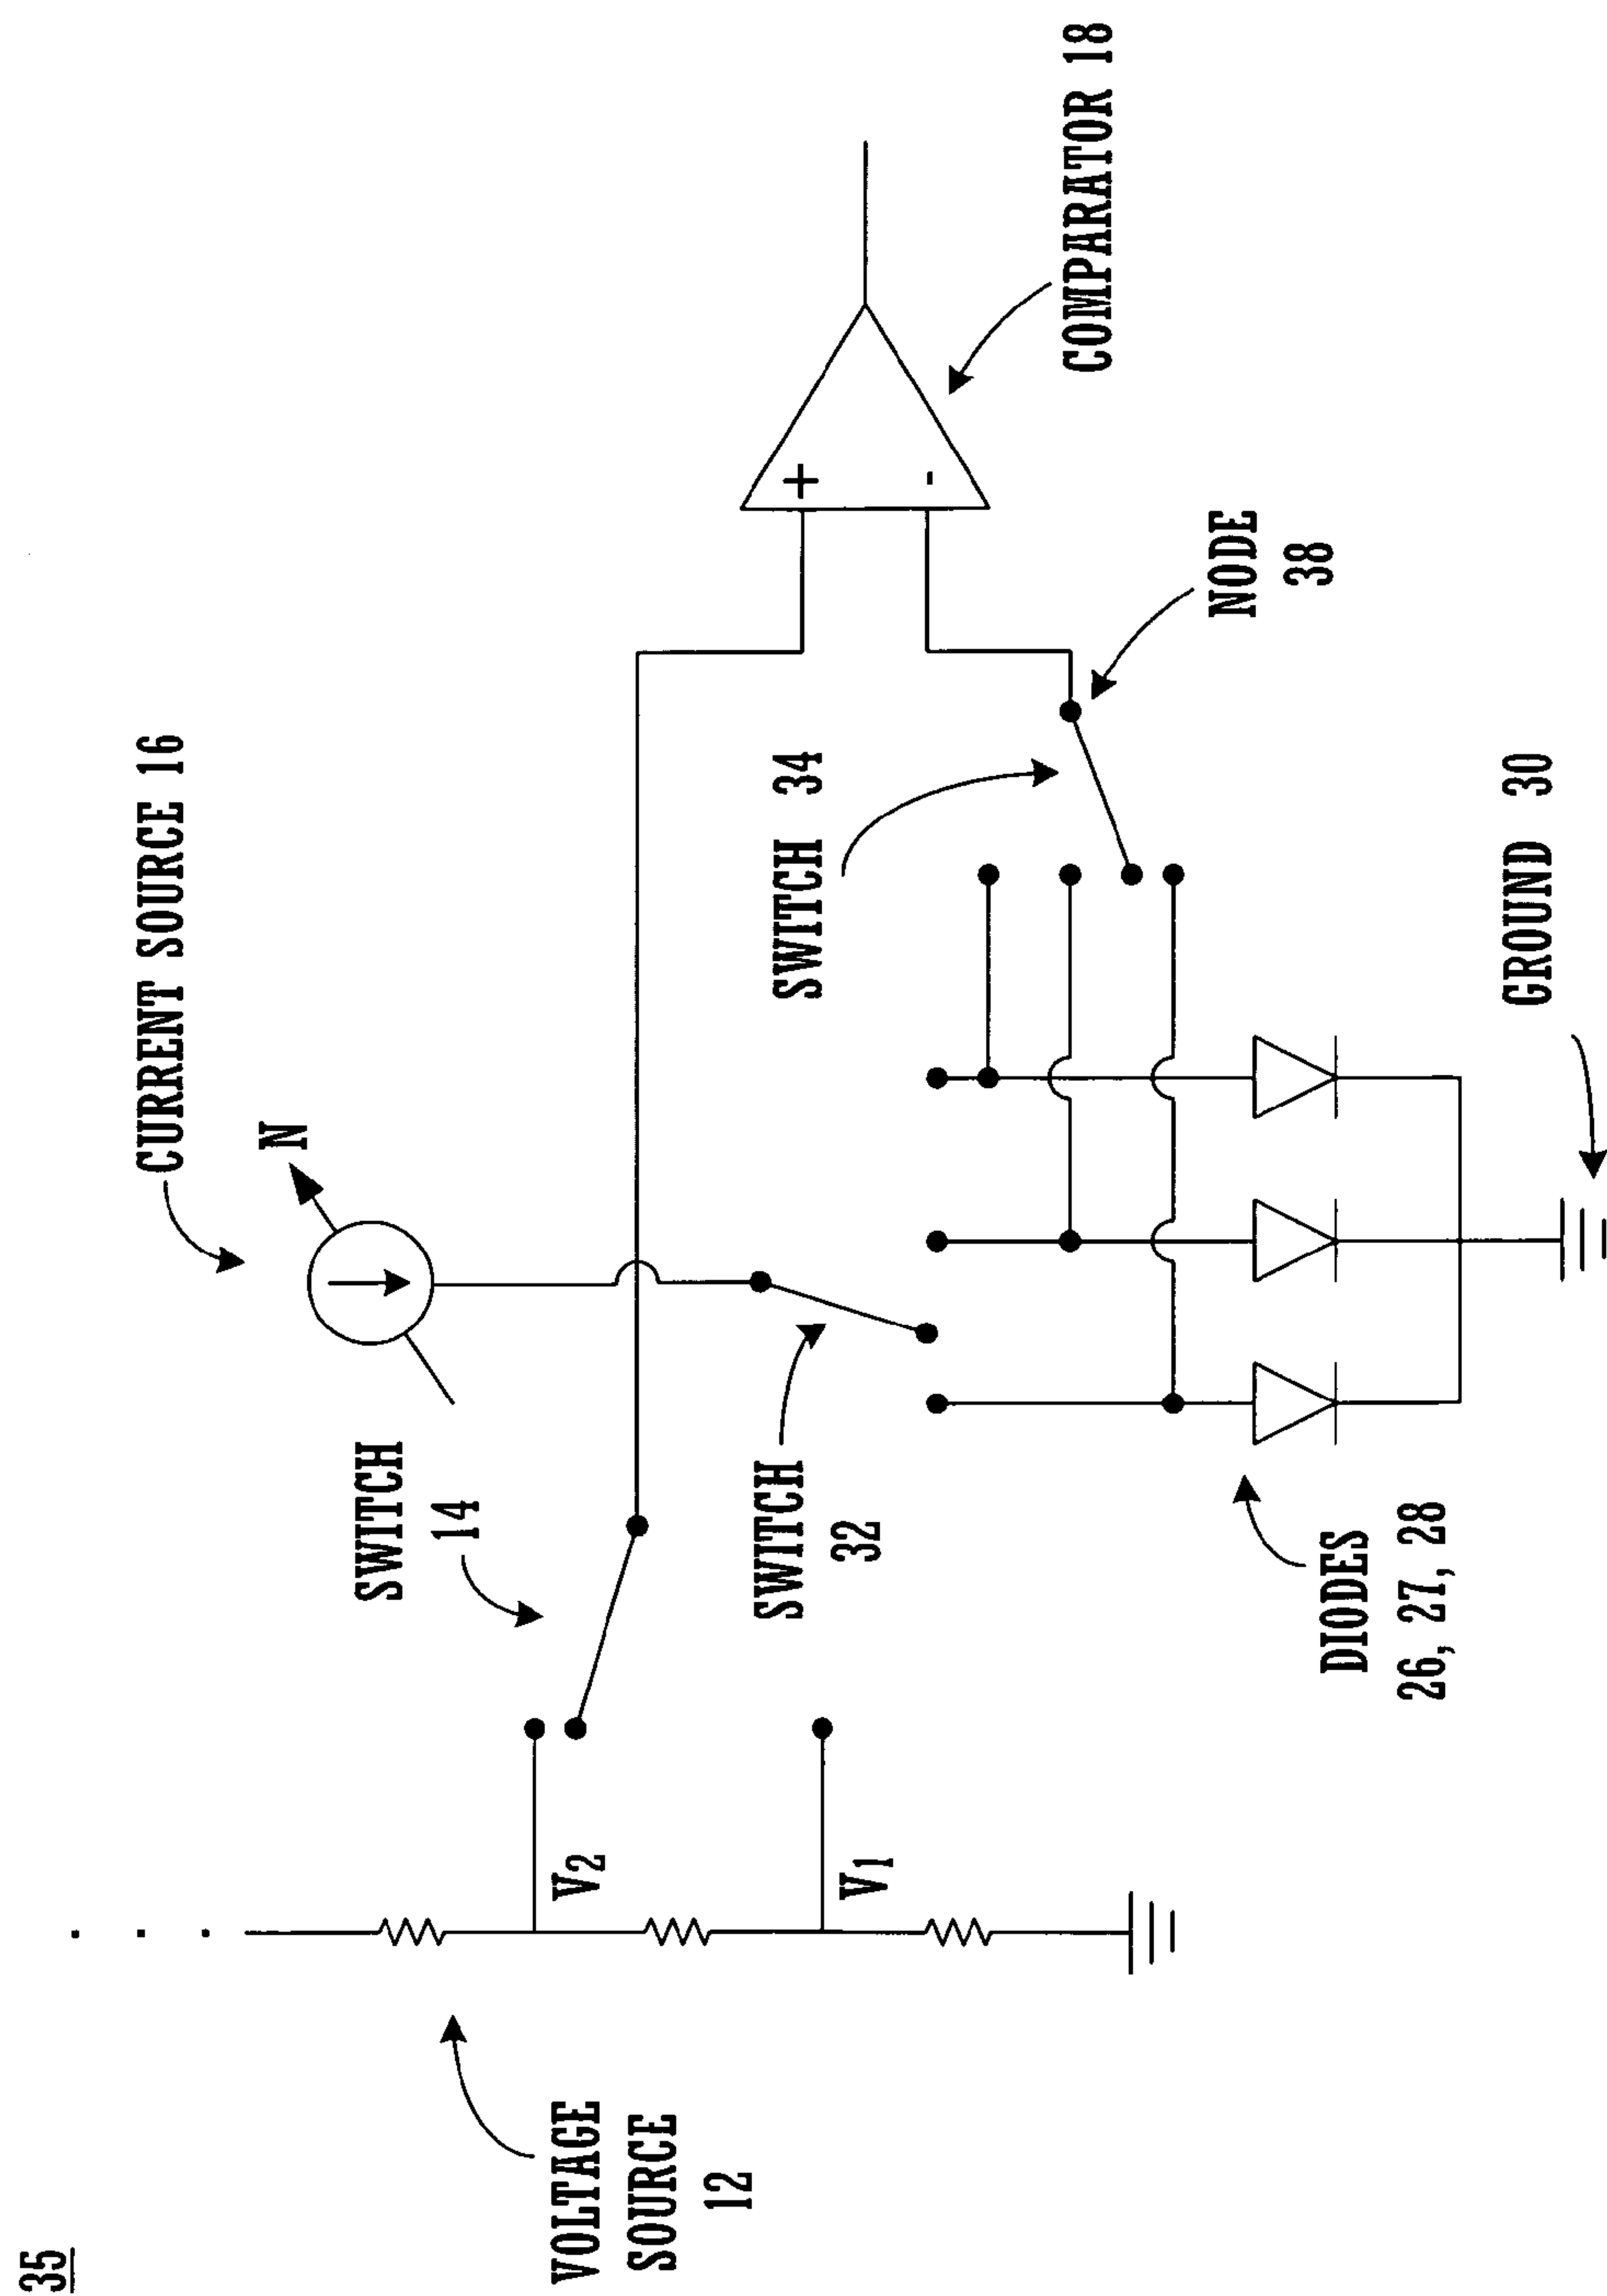 35
CURRENT SOURCE 16
N
SWITCH
14
VOLTAGE
SOURCE
12
V2
V1
SWITCH
32
SWITCH 34
+
-
COMPARATOR 18
NODE
38
DIODES
26, 27, 28
GROUND 30